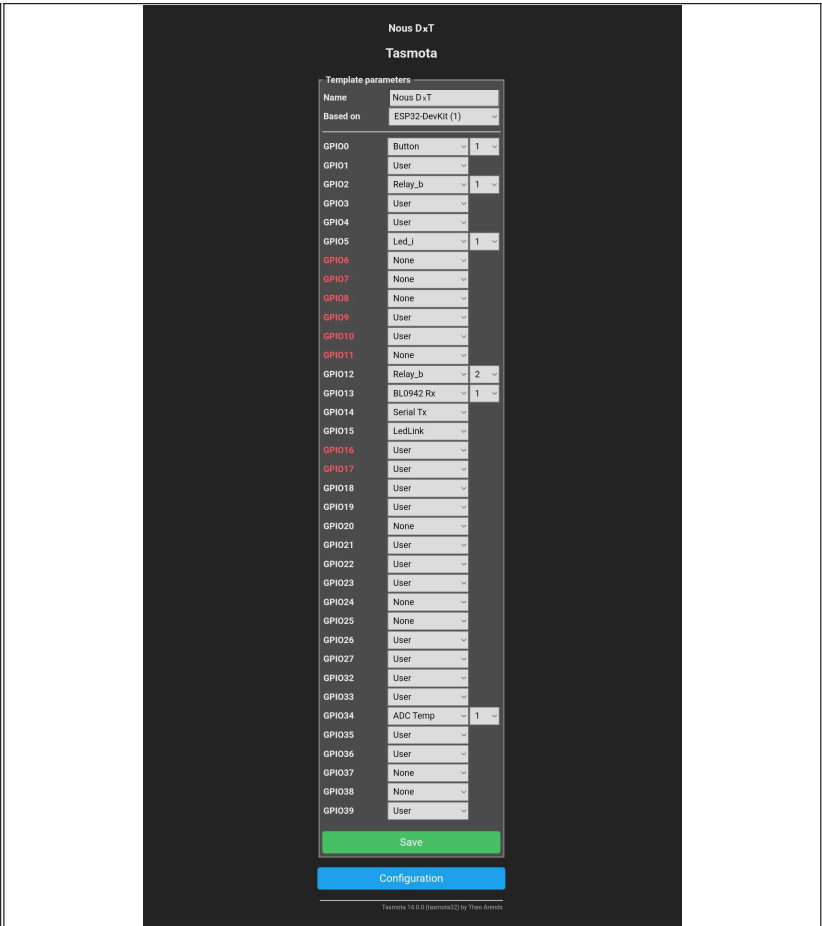 Nous DxT
Tasmota
Template parameters
Name Nous DxT
Based on ESP32-DevKit (1)
GPIO0 Button 1
GPIO1 User
GPIO2 Relay_b 1
GPIO3 User
GPIO4 User
GPIO5 Led_i 1
GPIO6 None
GPIO7 None
GPIO8 None
GPIO9 User
GPIO10 User
GPIO11 None
GPIO12 Relay_b 2
GPIO13 BL0942 Rx 1
GPIO14 Serial Tx
GPIO15 LedLink
GPIO16 User
GPIO17 User
GPIO18 User
GPIO19 User
GPIO20 None
GPIO21 User
GPIO22 User
GPIO23 User
GPIO24 None
GPIO25 None
GPIO26 User
GPIO27 User
GPIO32 User
GPIO33 User
GPIO34 ADC Temp 1
GPIO35 User
GPIO36 User
GPIO37 None
GPIO38 None
GPIO39 User
Save
Configuration
Tasmota 14.0.0 (tasmota32) by Theo Arends